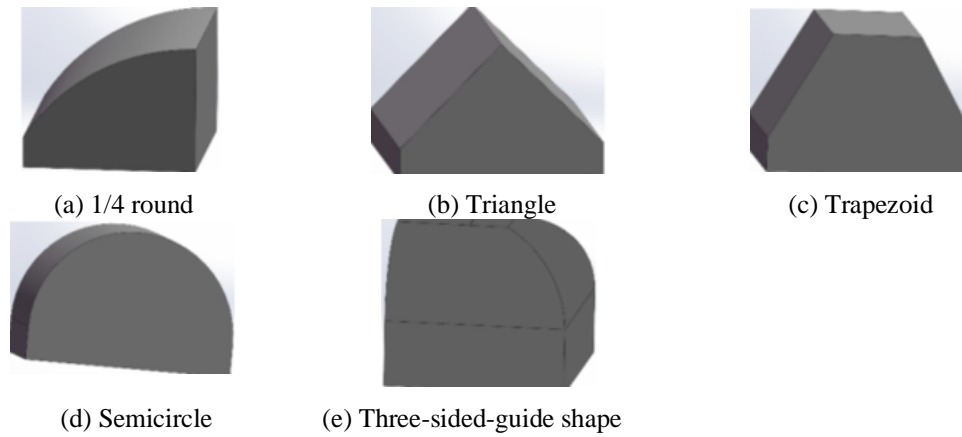 (a) 1/4 round
(b) Triangle
(c) Trapezoid
(d) Semicircle
(e) Three-sided-guide shape